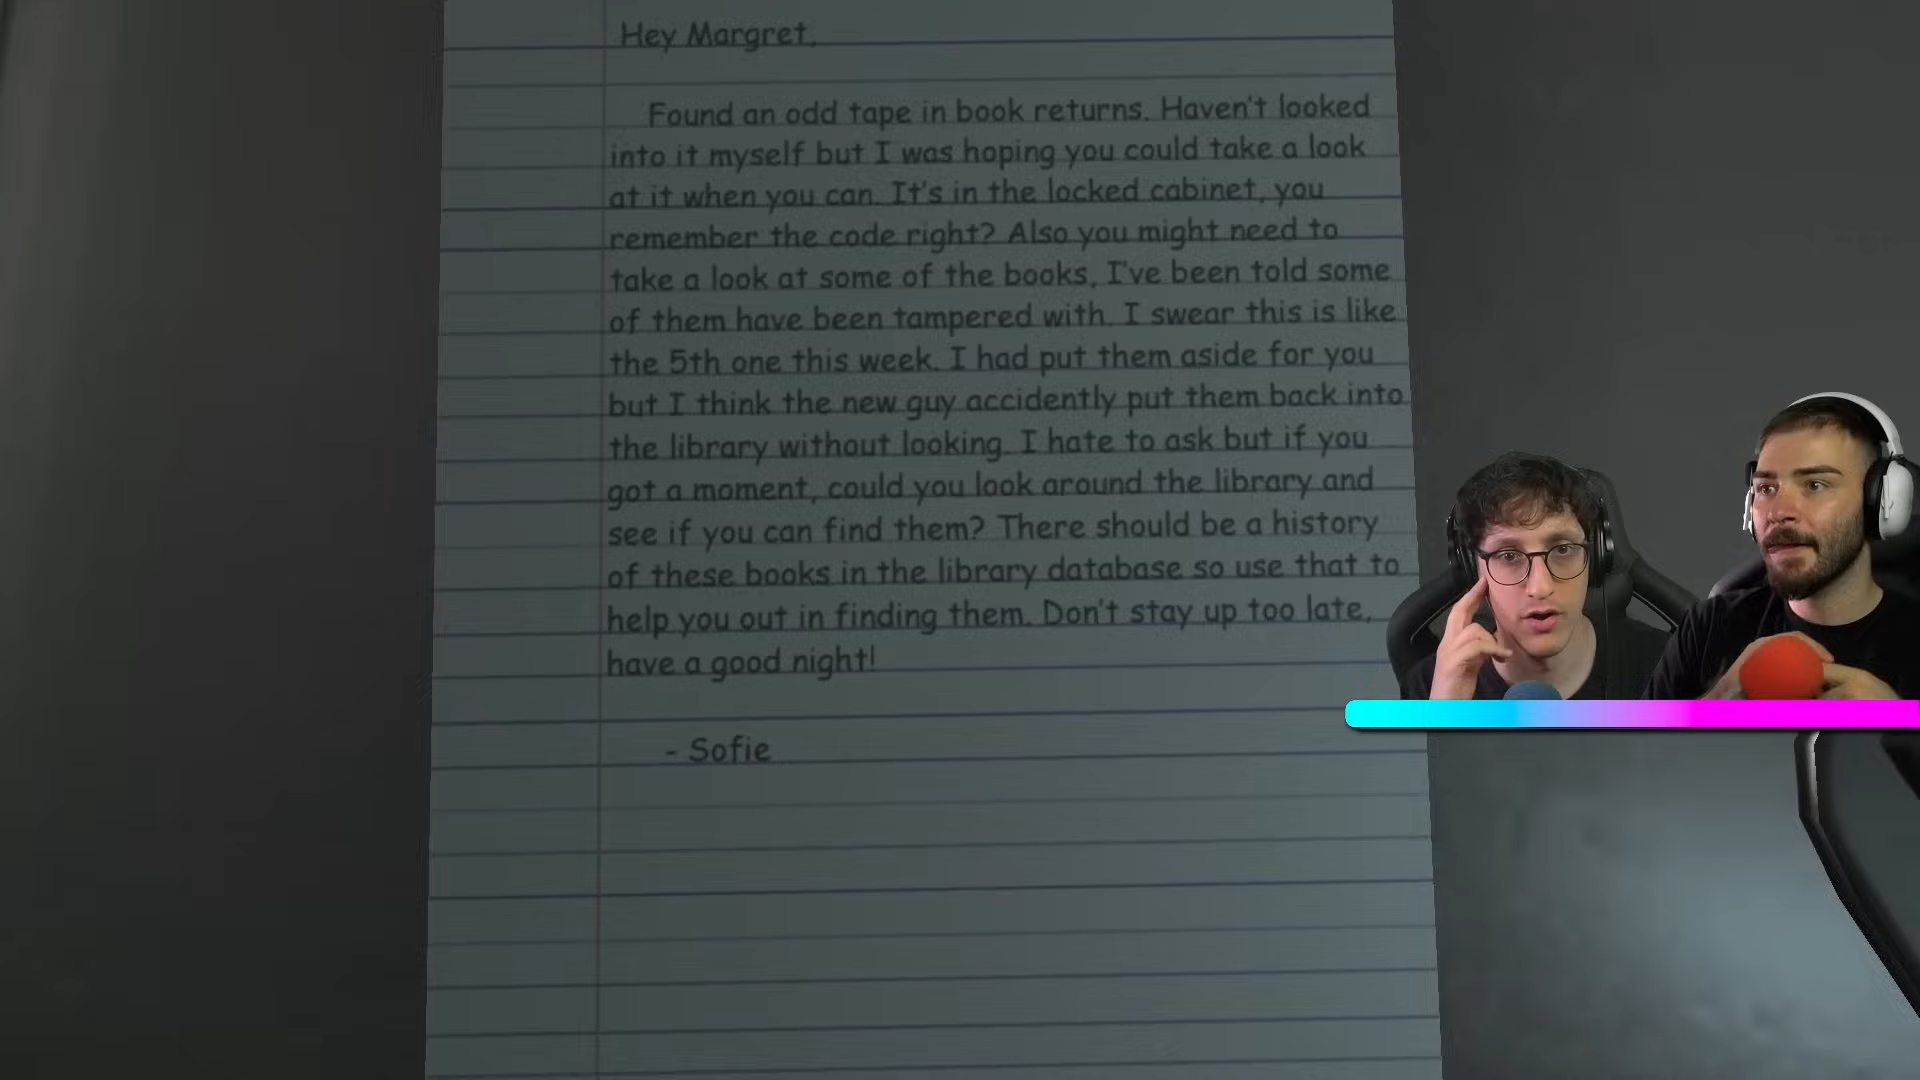 Hey Margret,
Found an odd tape in book returns. Haven't looked
into it myself but I was hoping you could take a look
at it when you can. It's in the locked cabinet, you
remember the code right? Also you might need to
take a look at some of the books, I've been told some
of them have been tampered with. I swear this is like
the 5th one this week. I had put them aside for you
but I think the new guy accidently put them back into
the library without looking. I hate to ask but if you
got a moment, could you look around the library and
see if you can find them? There should be a history
of these books in the library database so use that to
help you out in finding them. Don't stay up too late,
have a good night!
- Sofie